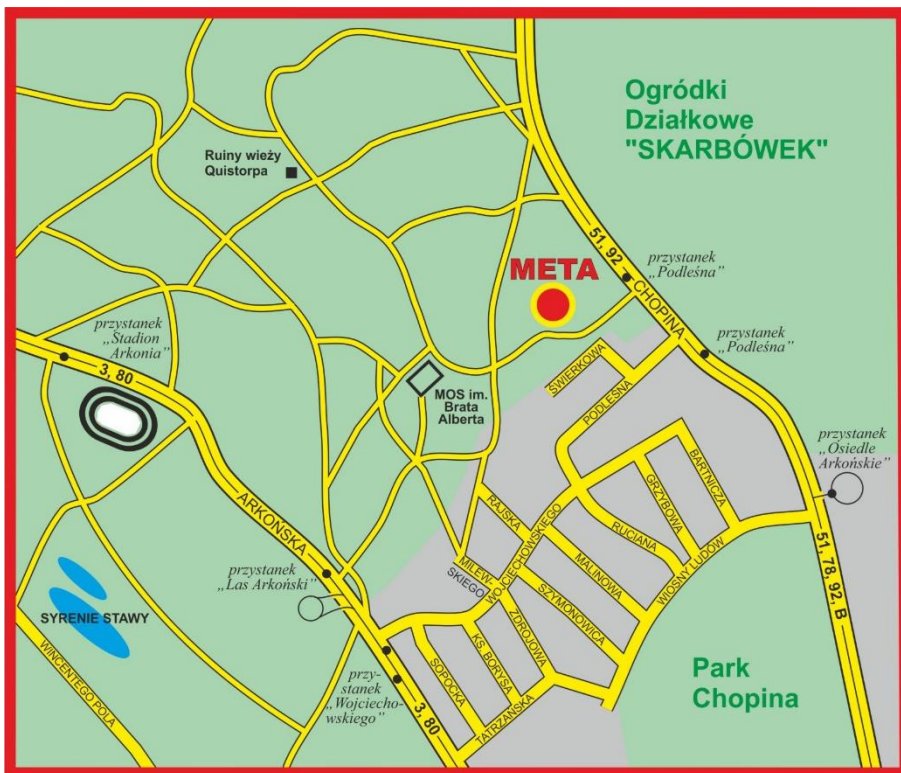 Ogródki
Działkowe
"SKARBÓWEK"
Ruiny wieży
Quistorpa
51, 92
CHOPINA
przystanek
„Podleśna”
META
przystanek
„Stadion
Arkonia”
3, 80
przystanek
„Podleśna”
ŚWIERKOWA
PODLEŚNA
MOS im.
Brata
Alberta
przystanek
„Osiedle
Arkońskie”
BARTNICZA
GRZYBOWA
RUCIANA
RAJSKA
MALINOWA
WOJCIECHOWSKIEGO
WIOSNY LUDÓW
ARKOŃSKA
MILEW-
SKIEGO
SZYMONOWICA
51, 78, 92, B
przystanek
„Las Arkoński”
SYRENIE STAWY
WINCENTEGO POLA
ZDROJOWA
KS. BORYSA
SOPOCKA
TATRZAŃSKA
przy-
stanek
„Wojciecho-
wskiego”
3, 80
Park
Chopina